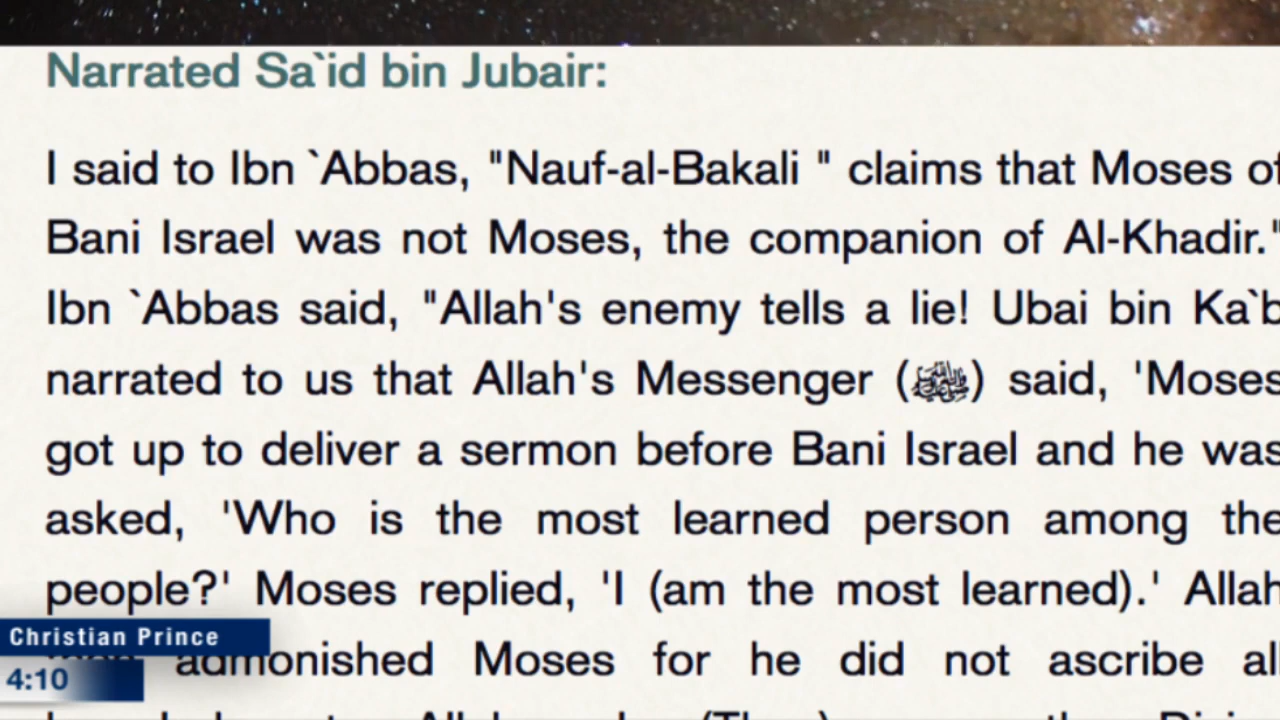 Narrated Sa`id bin Jubair:
I said to Ibn `Abbas, "Nauf-al-Bakali " claims that Moses of
Bani Israel was not Moses, the companion of Al-Khadir."
Ibn `Abbas said, "Allah's enemy tells a lie! Ubai bin Ka`b
narrated to us that Allah's Messenger (ﷺ) said, 'Moses
got up to deliver a sermon before Bani Israel and he was
asked, 'Who is the most learned person among the
people?' Moses replied, 'I (am the most learned).' Allah
Christian Prince
admonished Moses for he did not ascribe all
4:10